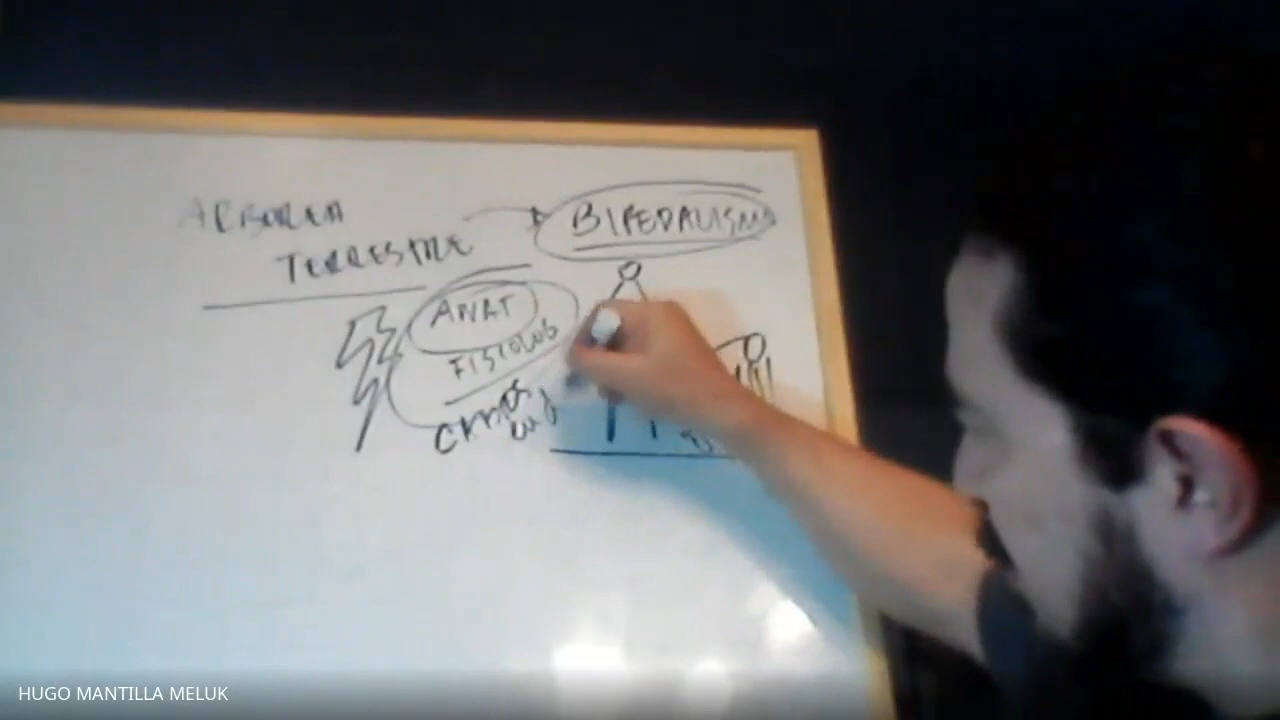 ARBOREA
TERRESTRE
BIPEDALISMO
ANAT
FISIOLOG
HUGO MANTILLA MELUK